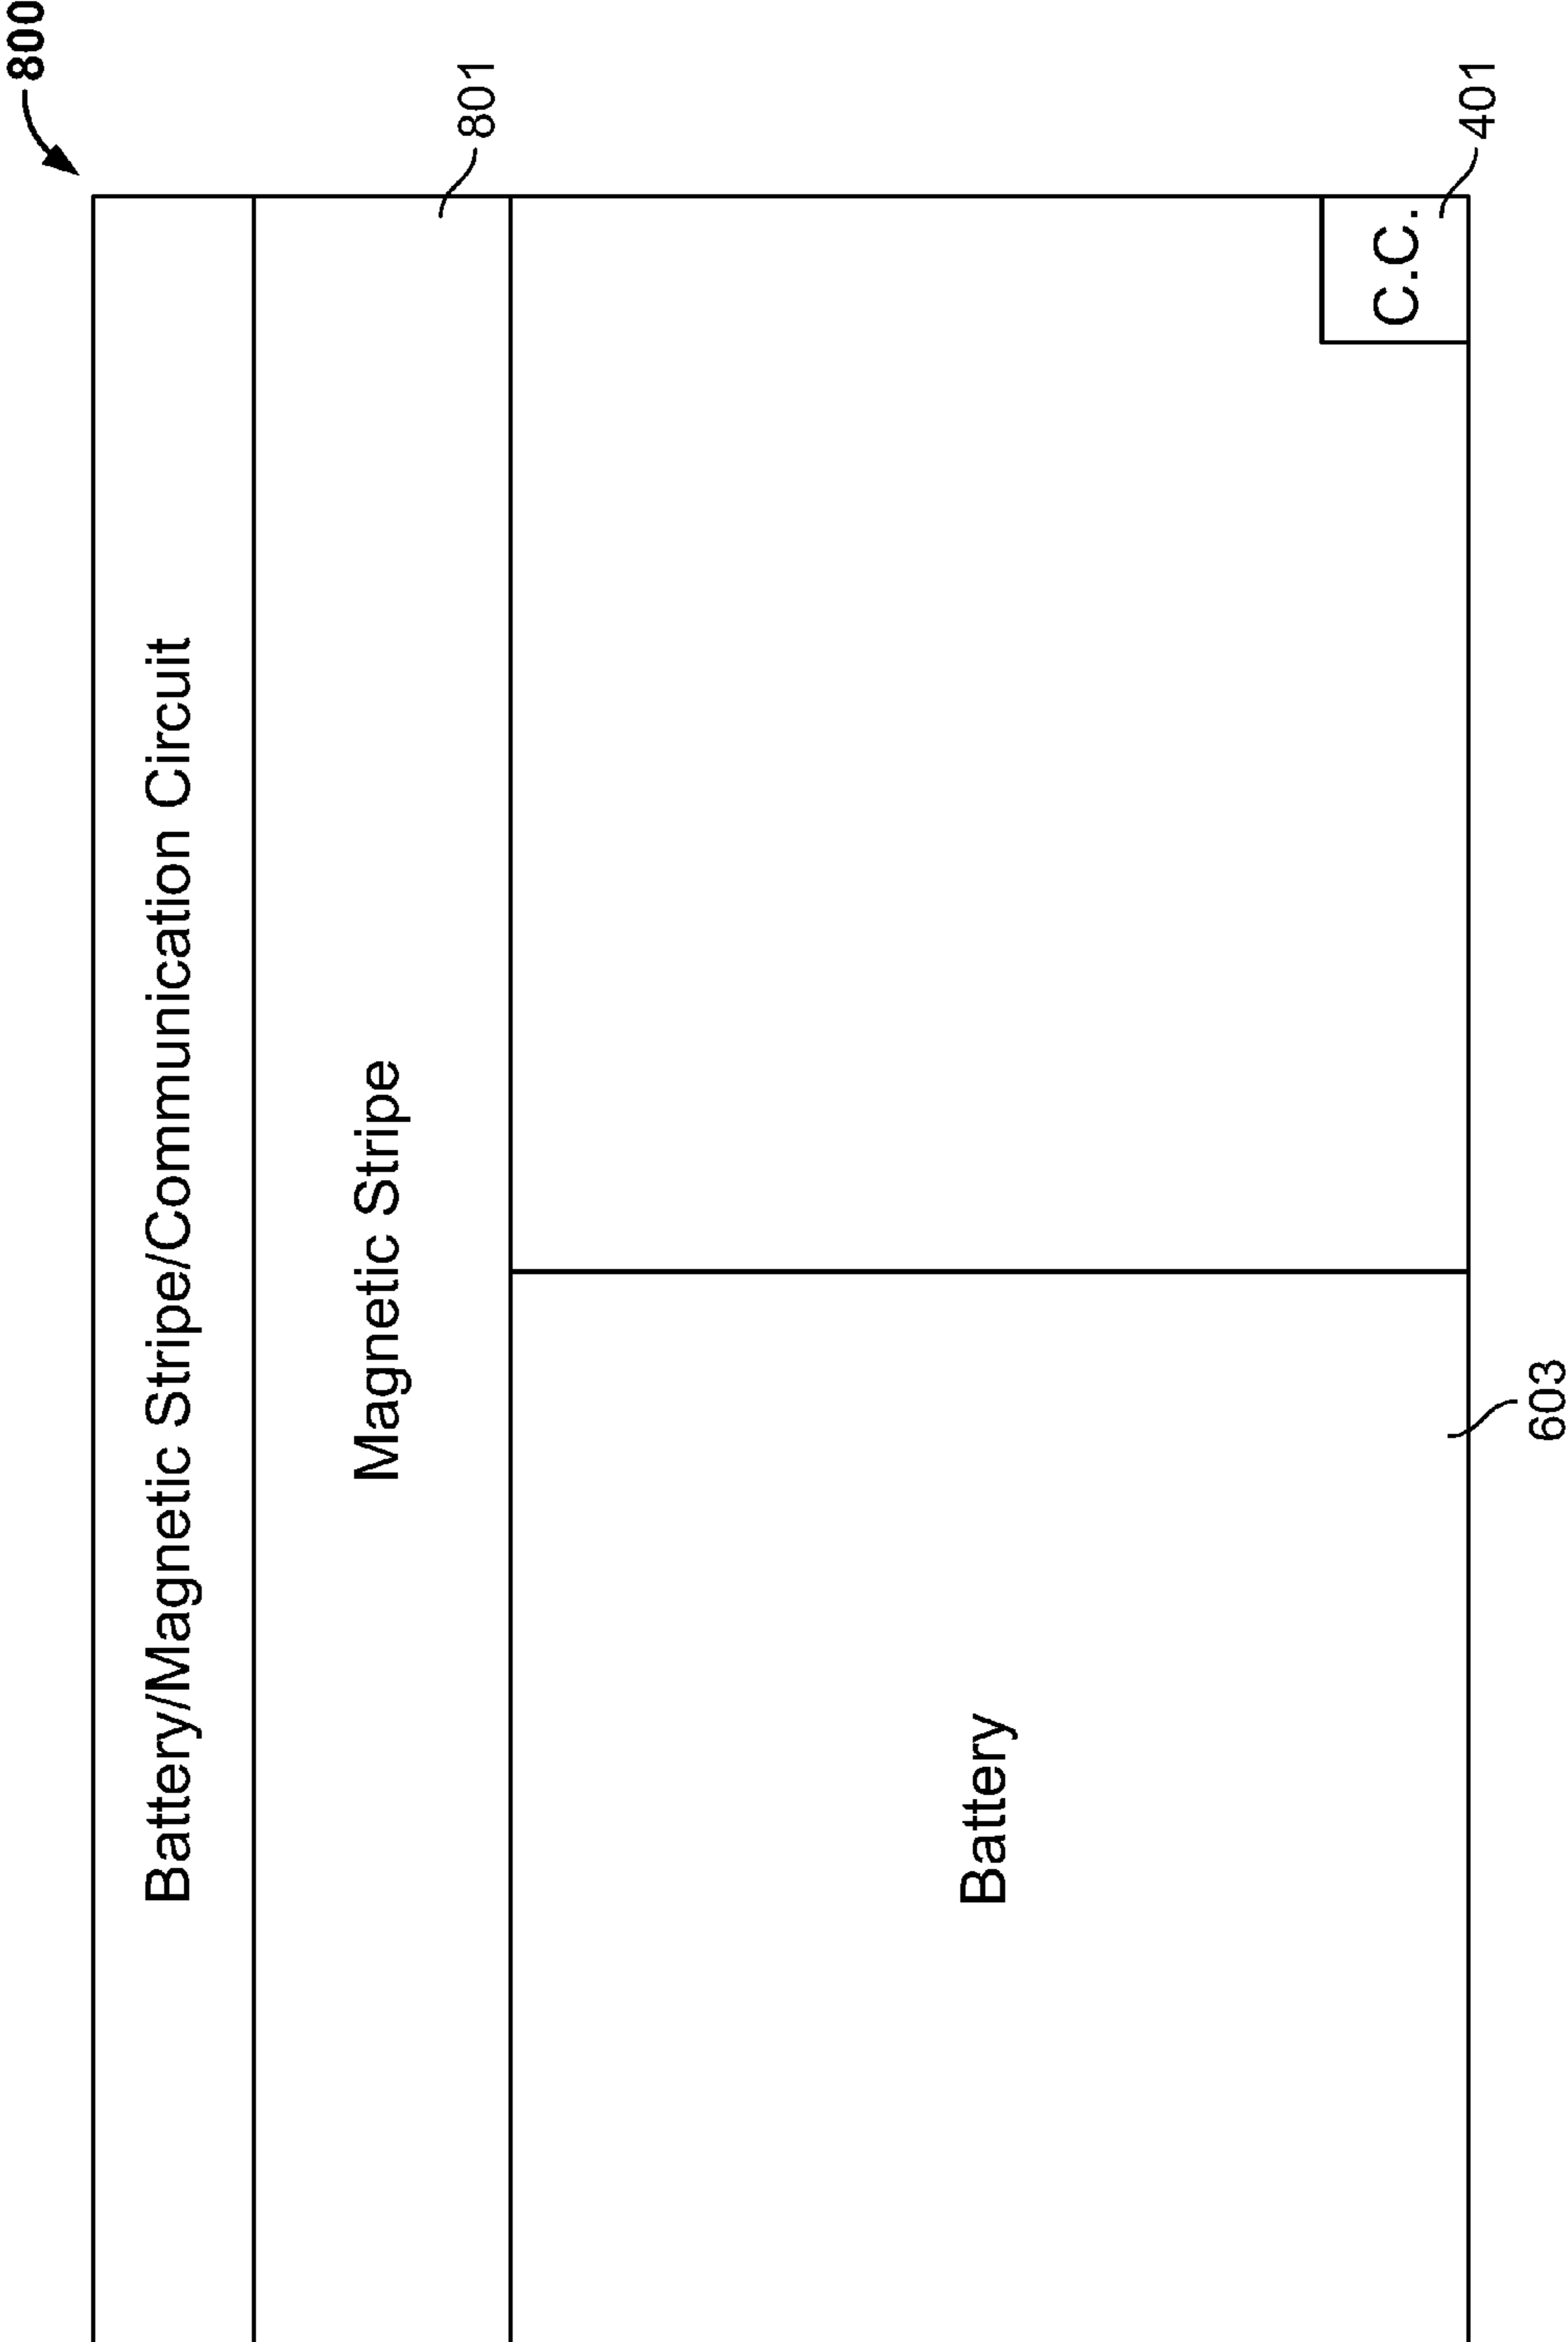 800
Battery/Magnetic Stripe/Communication Circuit
Magnetic Stripe
801
Battery
C.C.
401
603